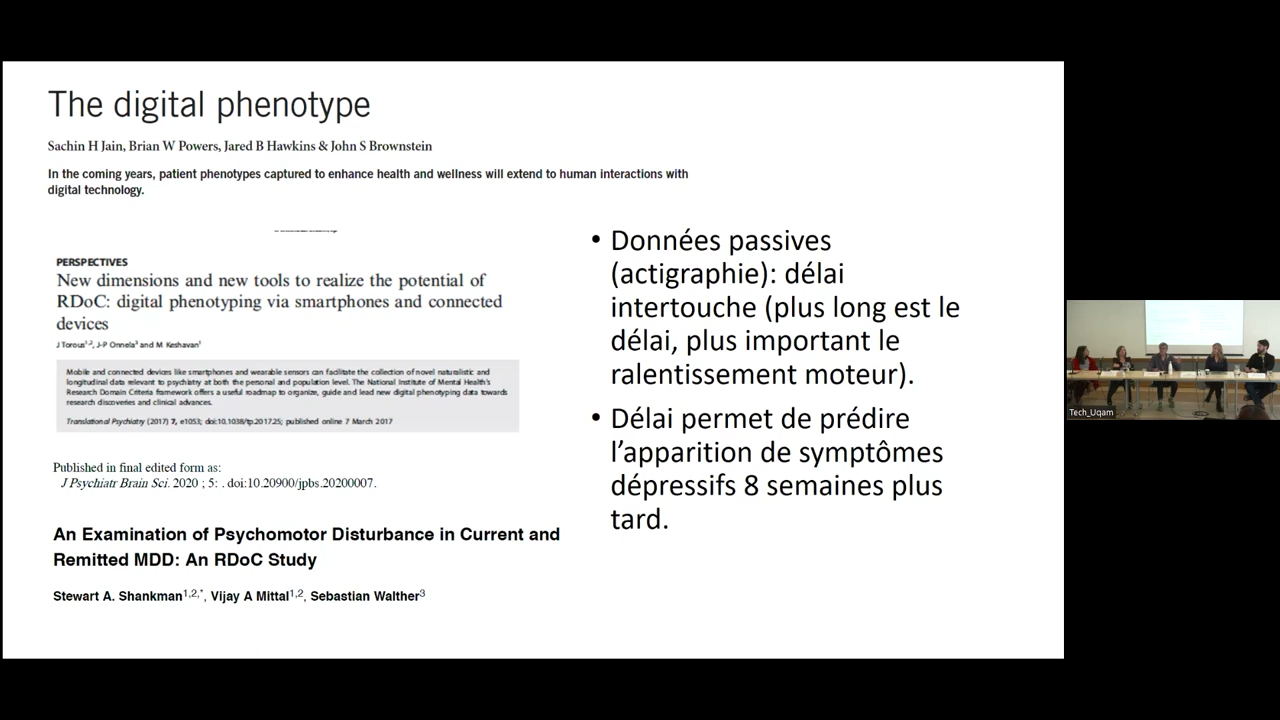 The digital phenotype
Sachin H Jain, Brian W Powers, Jared B Hawkins & John S Brownstein
In the coming years, patient phenotypes captured to enhance health and wellness will extend to human interactions with
digital technology.
PERSPECTIVES
New dimensions and new tools to realize the potential of
RDoC: digital phenotyping via smartphones and connected
devices
J Torous1,2, J-P Onnela3 and M Keshavan1
Mobile and connected devices like smartphones and wearable sensors can facilitate the collection of novel naturalistic and
longitudinal data relevant to psychiatry at both the personal and population level. The National Institute of Mental Health's
Research Domain Criteria framework offers a useful roadmap to organize, guide and lead new digital phenotyping data towards
research discoveries and clinical advances.
Translational Psychiatry (2017) 7, e1053; doi:10.1038/tp.2017.25; published online 7 March 2017
Published in final edited form as:
J Psychiatr Brain Sci. 2020 ; 5: . doi:10.20900/jpbs.20200007.
An Examination of Psychomotor Disturbance in Current and
Remitted MDD: An RDoC Study
Stewart A. Shankman1,2,*, Vijay A Mittal1,2, Sebastian Walther3
• Données passives
(actigraphie): délai
intertouche (plus long est le
délai, plus important le
ralentissement moteur).
• Délai permet de prédire
l'apparition de symptômes
dépressifs 8 semaines plus
tard.
Tech_Uqam